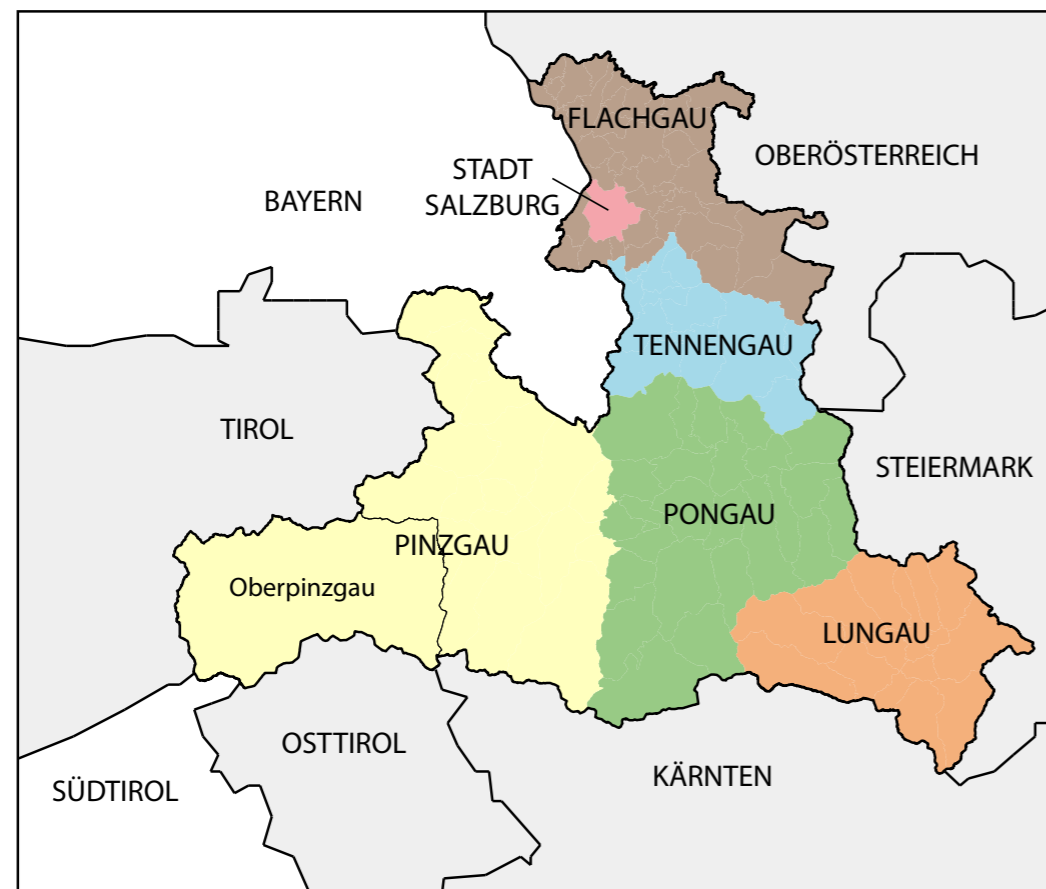 FLACHGAU
OBERÖSTERREICH
STADT
SALZBURG
BAYERN
TENNENGAU
TIROL
STEIERMARK
PONGAU
PINZGAU
Oberpinzgau
LUNGAU
OSTTIROL
KÄRNTEN
SÜDTIROL